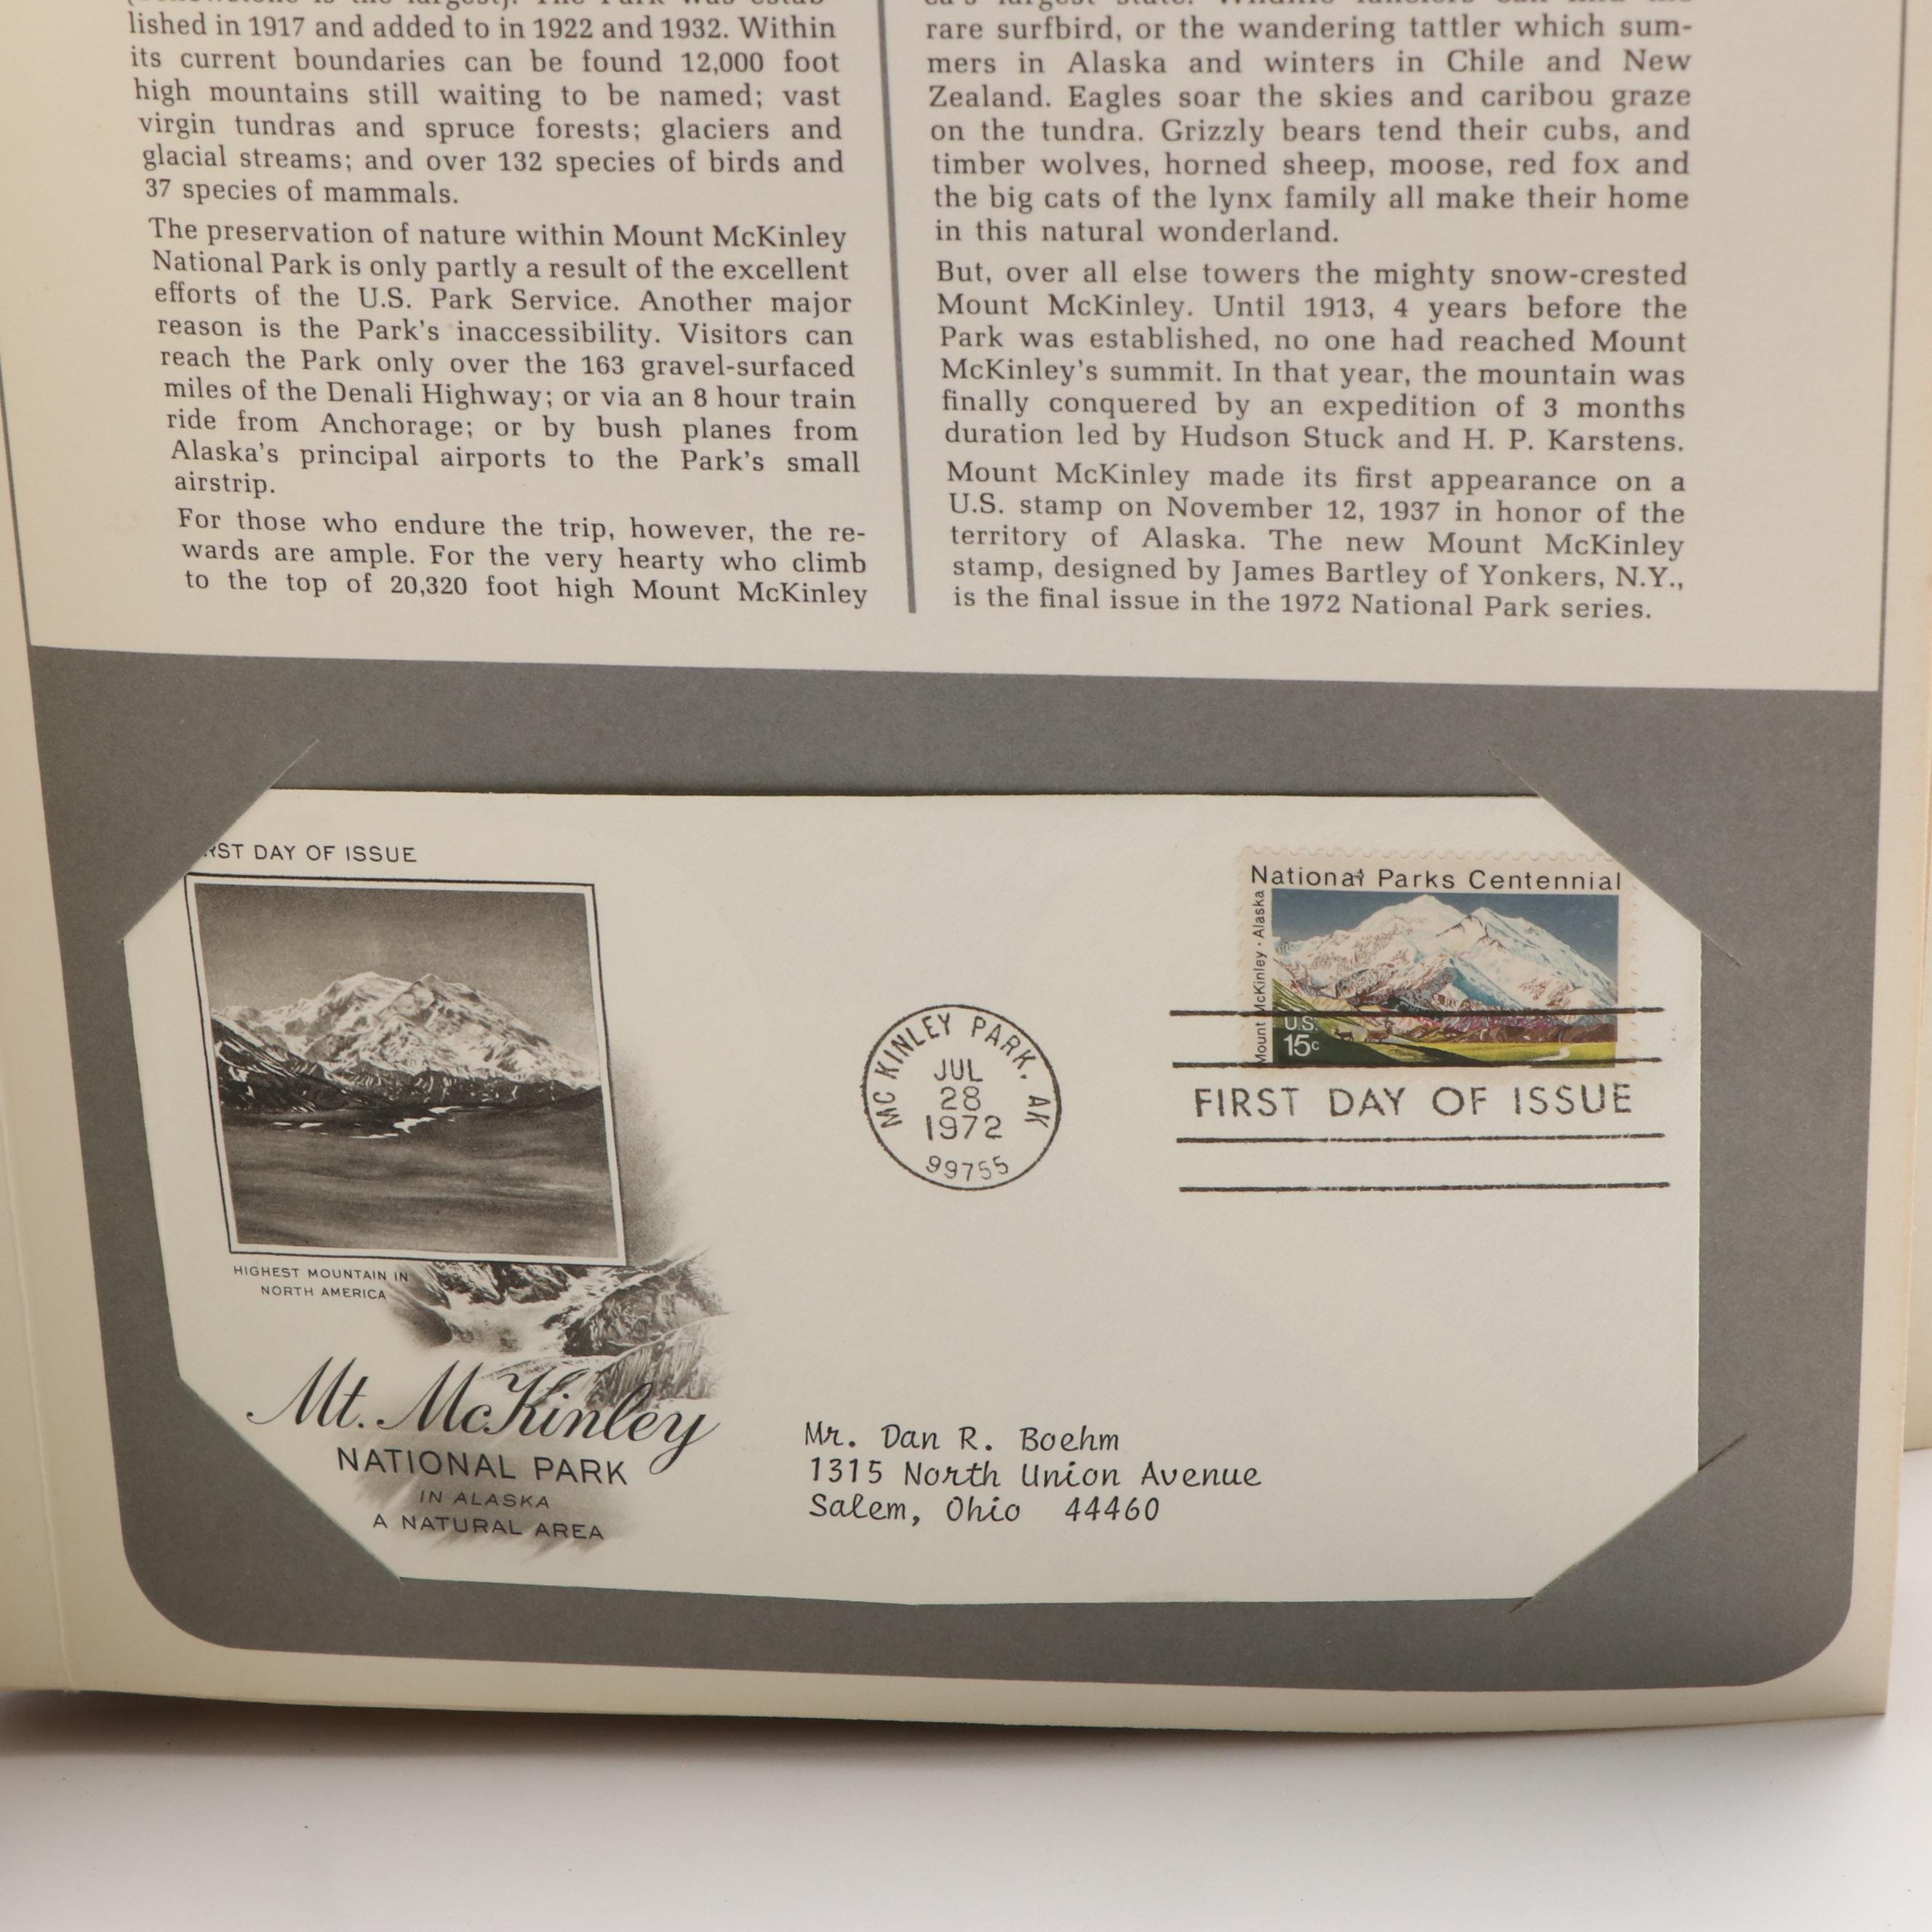 lished in 1917 and added to in 1922 and 1932. Within
its current boundaries can be found 12,000 foot
high mountains still waiting to be named; vast
virgin tundras and spruce forests; glaciers and
glacial streams; and over 132 species of birds and
37 species of mammals.
The preservation of nature within Mount McKinley
National Park is only partly a result of the excellent
efforts of the U.S. Park Service. Another major
reason is the Park's inaccessibility. Visitors can
reach the Park only over the 163 gravel-surfaced
miles of the Denali Highway; or via an 8 hour train
ride from Anchorage; or by bush planes from
Alaska's principal airports to the Park's small
airstrip.
For those who endure the trip, however, the re-
wards are ample. For the very hearty who climb
to the top of 20,320 foot high Mount McKinley
rare surfbird, or the wandering tattler which sum-
mers in Alaska and winters in Chile and New
Zealand. Eagles soar the skies and caribou graze
on the tundra. Grizzly bears tend their cubs, and
timber wolves, horned sheep, moose, red fox and
the big cats of the lynx family all make their home
in this natural wonderland.
But, over all else towers the mighty snow-crested
Mount McKinley. Until 1913, 4 years before the
Park was established, no one had reached Mount
McKinley's summit. In that year, the mountain was
finally conquered by an expedition of 3 months
duration led by Hudson Stuck and H. P. Karstens.
Mount McKinley made its first appearance on a
U.S. stamp on November 12, 1937 in honor of the
territory of Alaska. The new Mount McKinley
stamp, designed by James Bartley of Yonkers, N.Y.,
is the final issue in the 1972 National Park series.
RST DAY OF ISSUE
HIGHEST MOUNTAIN IN
NORTH AMERICA
Mt. McKinley
NATIONAL PARK
IN ALASKA
A NATURAL AREA
MC KINLEY PARK, AK
JUL
28
1972
99755
National Parks Centennial
Mount McKinley · Alaska
U.S.
15c
FIRST DAY OF ISSUE
Mr. Dan R. Boehm
1315 North Union Avenue
Salem, Ohio 44460